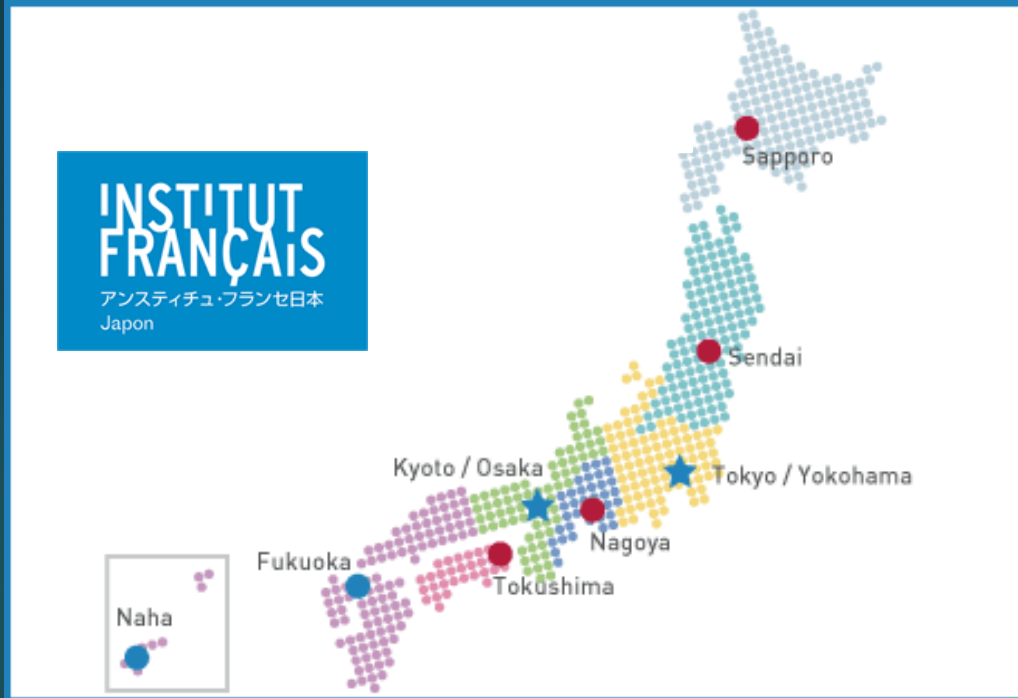 INSTITUT
FRANÇAIS
アンスティチュ・フランセ日本
Japon
Sapporo
Sendai
Kyoto / Osaka
Tokyo / Yokohama
Nagoya
Fukuoka
Tokushima
Naha